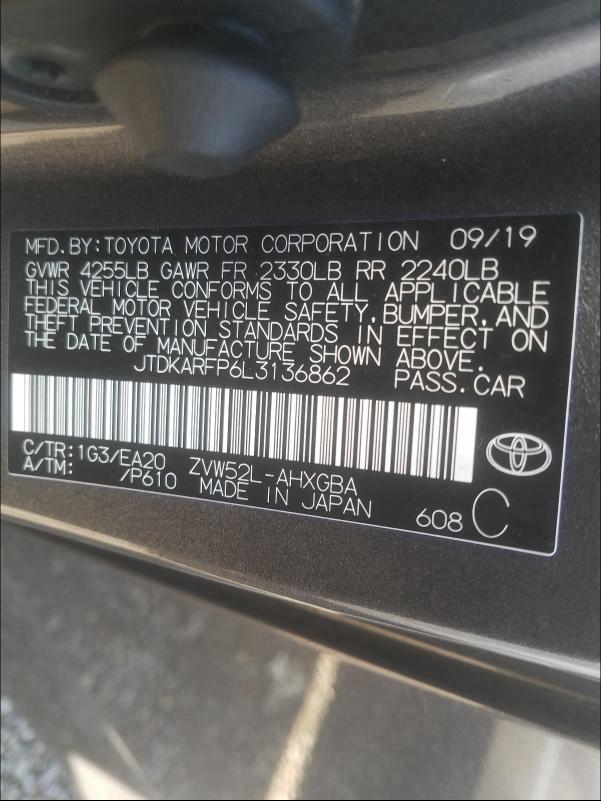 MFD.BY:TOYOTA MOTOR CORPORATION 09/19
GVWR 4255LB GAWR FR 2330LB RR 2240LB
THIS VEHICLE CONFORMS TO ALL APPLICABLE
FEDERAL MOTOR VEHICLE SAFETY,BUMPER,AND
THEFT PREVENTION STANDARDS IN EFFECT ON
THE DATE OF MANUFACTURE SHOWN ABOVE.
JTDKARFP6L3136862 PASS.CAR
C/TR:1G3/EA20 ZVW52L-AHXGBA
A/TM: /P610 MADE IN JAPAN 608 C